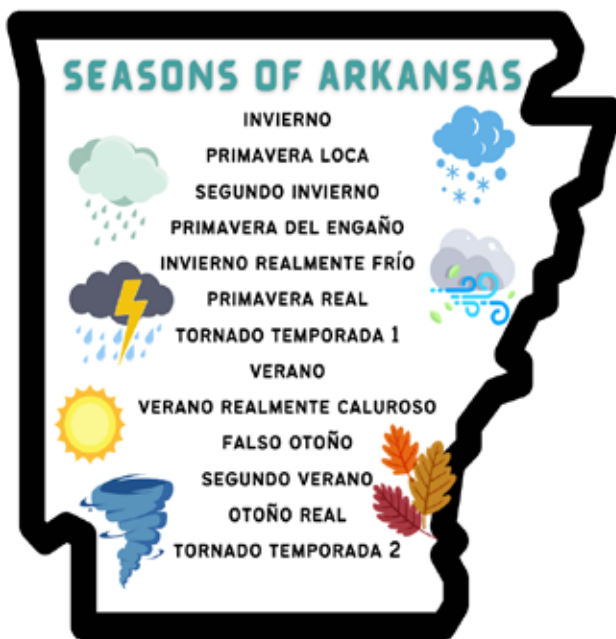 SEASONS OF ARKANSAS
INVIERNO
PRIMAVERA LOCA
SEGUNDO INVIERNO
PRIMAVERA DEL ENGAÑO
INVIERNO REALMENTE FRÍO
PRIMAVERA REAL
TORNADO TEMPORADA 1
VERANO
VERANO REALMENTE CALUROSO
FALSO OTOÑO
SEGUNDO VERANO
OTOÑO REAL
TORNADO TEMPORADA 2